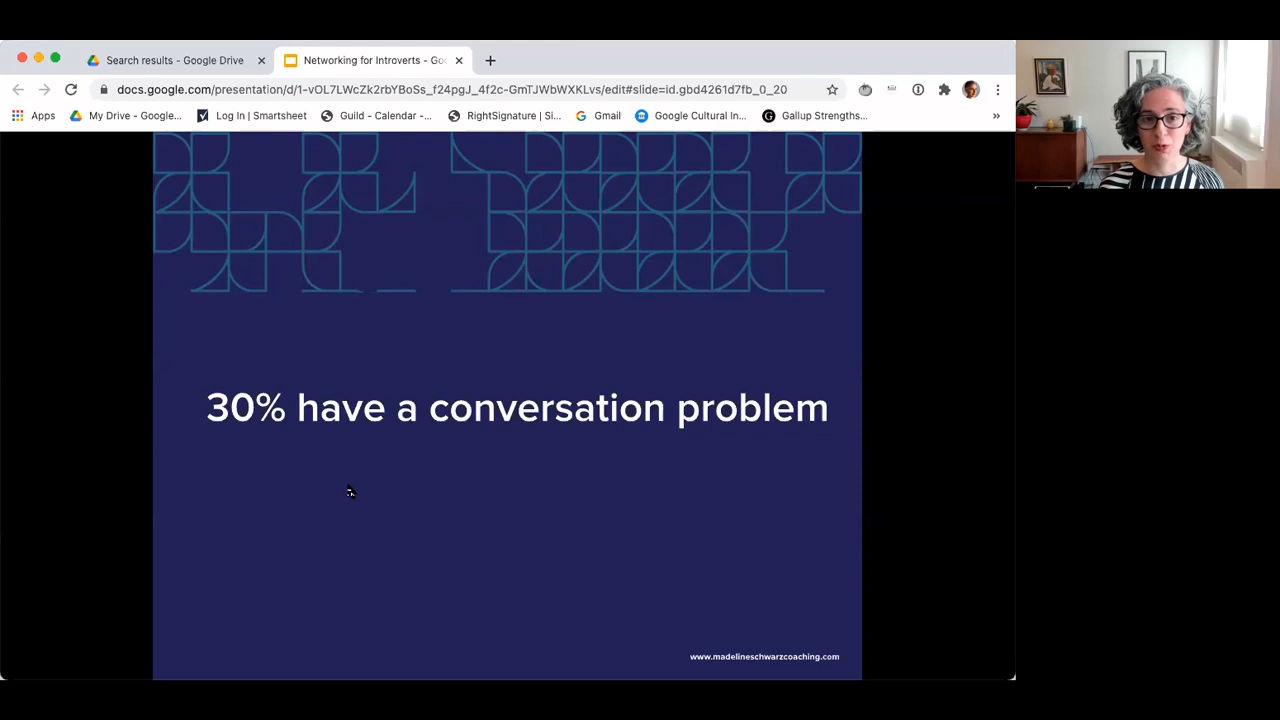 Search results - Google Drive
Networking for Introverts - Go
docs.google.com/presentation/d/1-vOL7LWcZk2rbYBoSs_f24pgJ_4f2c-GmTJWbWXKLvs/edit#slide=id.gbd4261d7fb_0_20
Apps
My Drive - Google...
Log In | Smartsheet
Guild - Calendar -...
RightSignature | Sl...
Gmail
Google Cultural In...
Gallup Strengths...
30% have a conversation problem
www.madelineschwarzcoaching.com